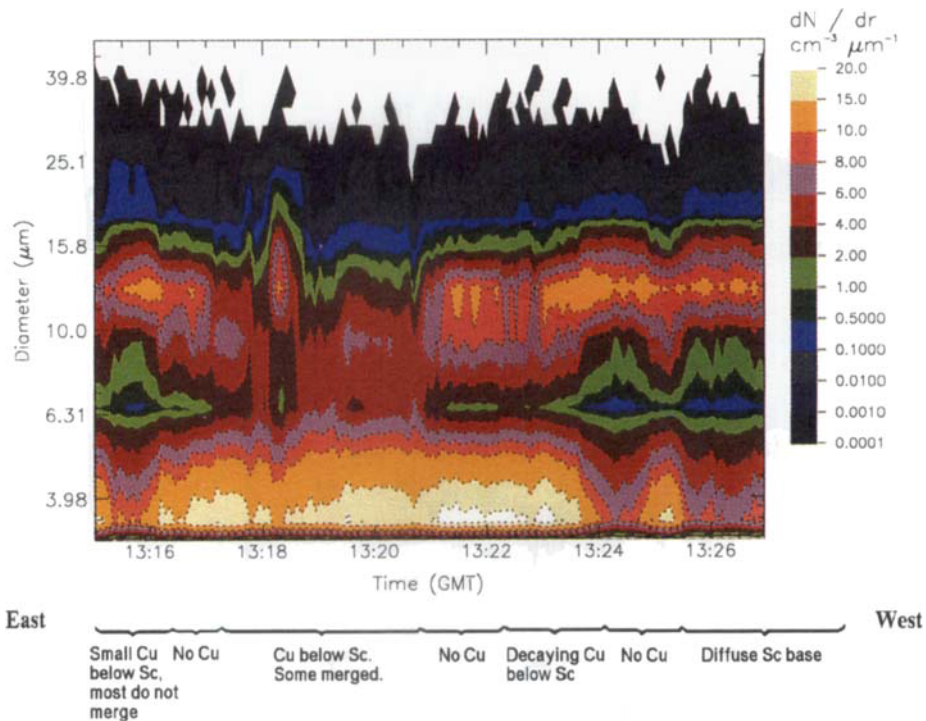 dN / dr
cm⁻³ μm⁻¹
39.8
25.1
15.8
10.0
6.31
3.98
Diameter (μm)
20.0
15.0
10.0
8.00
6.00
4.00
2.00
1.00
0.5000
0.1000
0.0100
0.0010
0.0001
13:16 13:18 13:20 13:22 13:24 13:26
Time (GMT)
East West
Small Cu
below Sc,
most do not
merge
No Cu
Cu below Sc.
Some merged.
No Cu
Decaying Cu
below Sc
No Cu
Diffuse Sc base